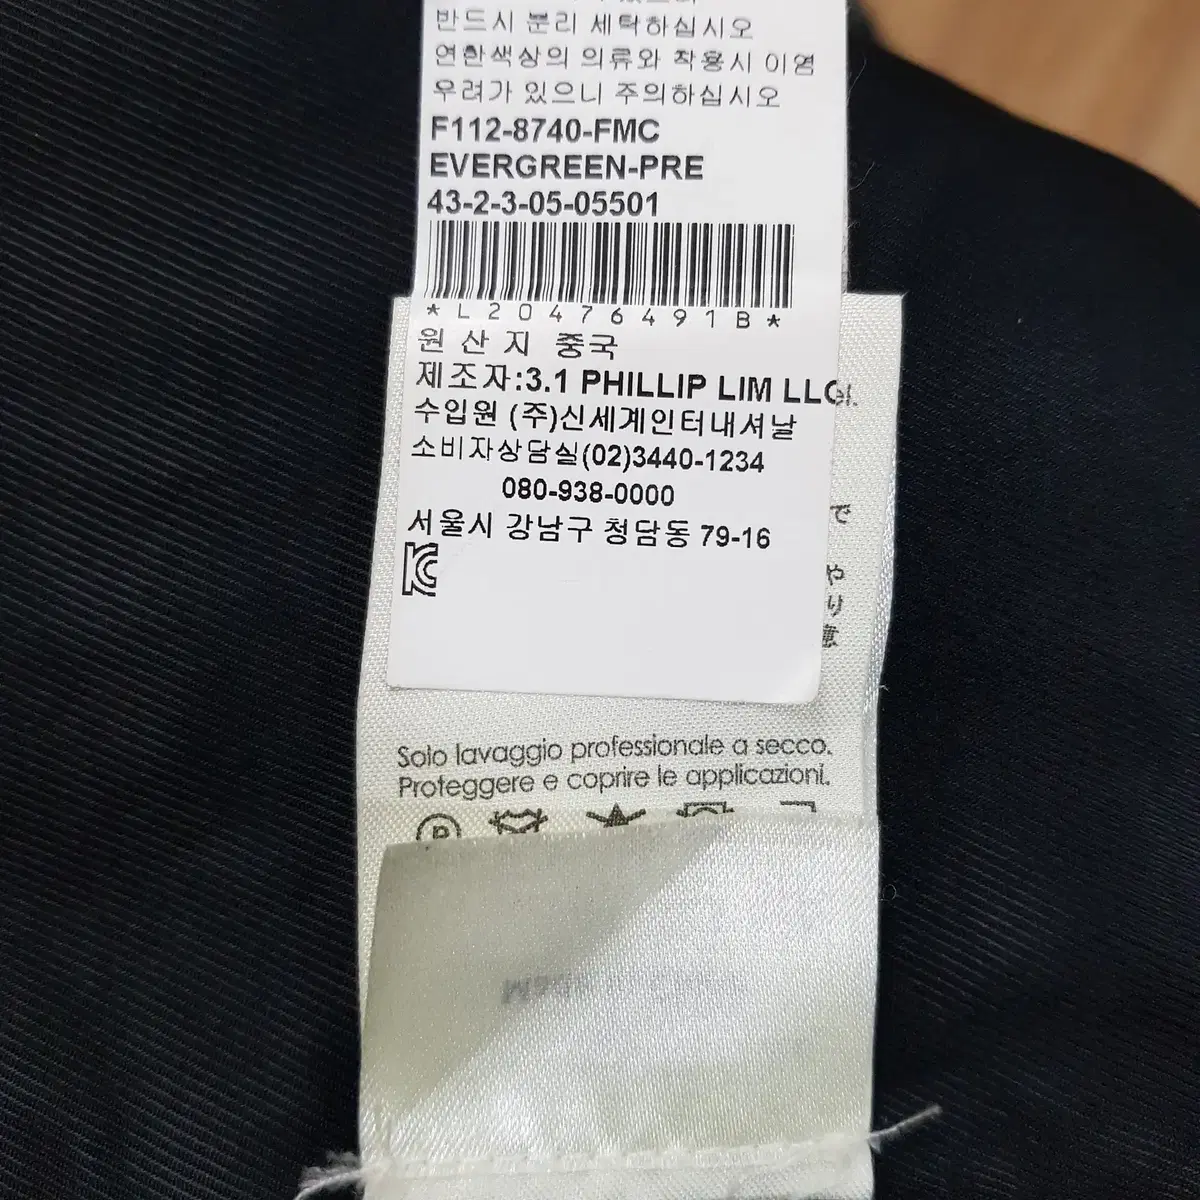 반드시 분리 세탁하십시오
연한색상의 의류와 착용시 이염
우려가 있으니 주의하십시오
F112-8740-FMC
EVERGREEN-PRE
43-2-3-05-05501
*L20476491B*
원 산 지 중국
제조자:3.1 PHILLIP LIM LLC
수입원 (주)신세계인터내셔날
소비자상담실(02)3440-1234
080-938-0000
서울시 강남구 청담동 79-16
で
や
り
意
Solo lavaggio professionale a secco.
Proteggere e coprire le applicazioni.
P